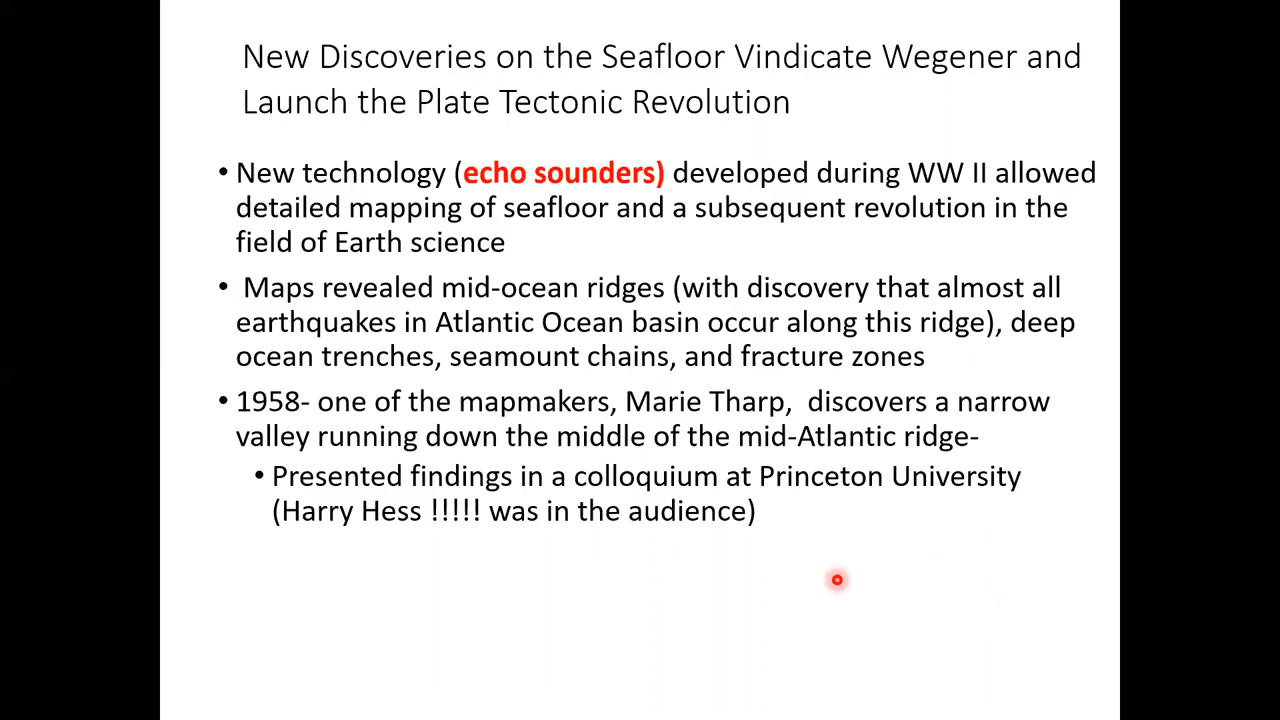 New Discoveries on the Seafloor Vindicate Wegener and
Launch the Plate Tectonic Revolution
• New technology (echo sounders) developed during WW II allowed
detailed mapping of seafloor and a subsequent revolution in the
field of Earth science
• Maps revealed mid-ocean ridges (with discovery that almost all
earthquakes in Atlantic Ocean basin occur along this ridge), deep
ocean trenches, seamount chains, and fracture zones
• 1958- one of the mapmakers, Marie Tharp,  discovers a narrow
valley running down the middle of the mid-Atlantic ridge-
• Presented findings in a colloquium at Princeton University
(Harry Hess !!!!! was in the audience)